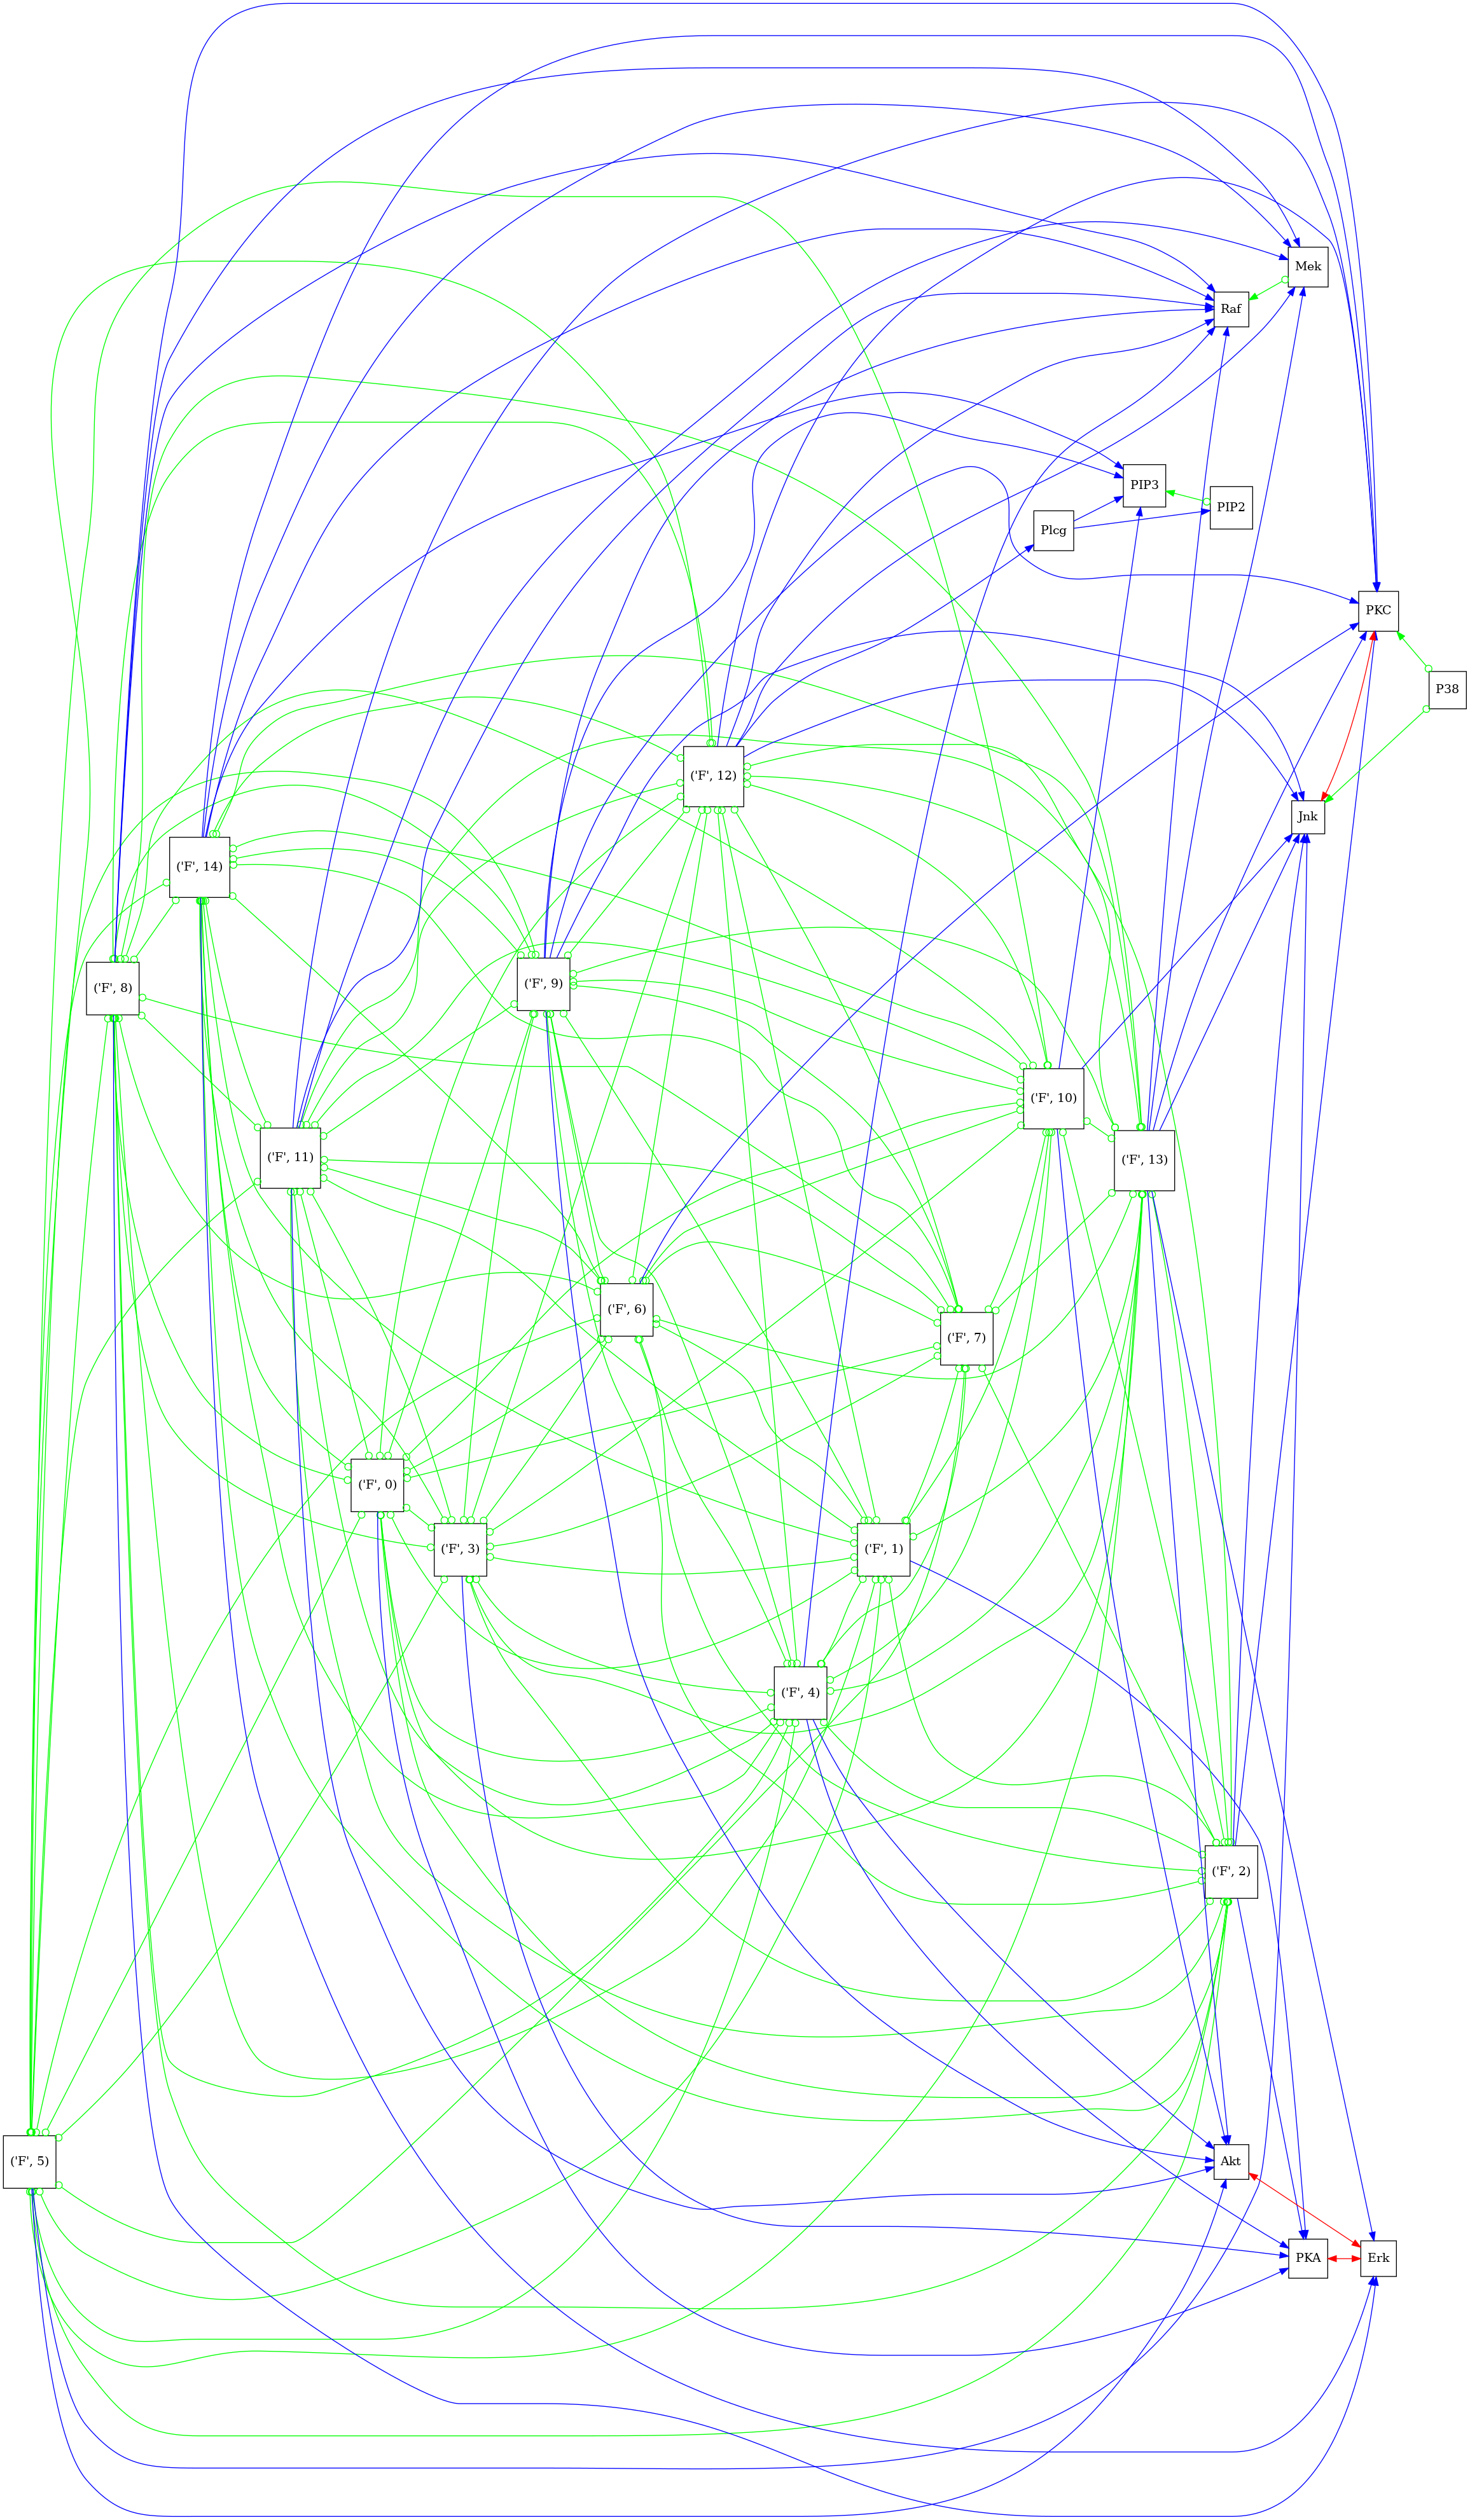 Mek
Raf
PIP3
PIP2
Plcg
PKC
P38
('F', 12)
Jnk
('F', 14)
('F', 9)
('F', 8)
('F', 10)
('F', 11)
('F', 13)
('F', 6)
('F', 7)
('F', 0)
('F', 3)
('F', 1)
('F', 4)
('F', 2)
('F', 5)
Akt
PKA
Erk